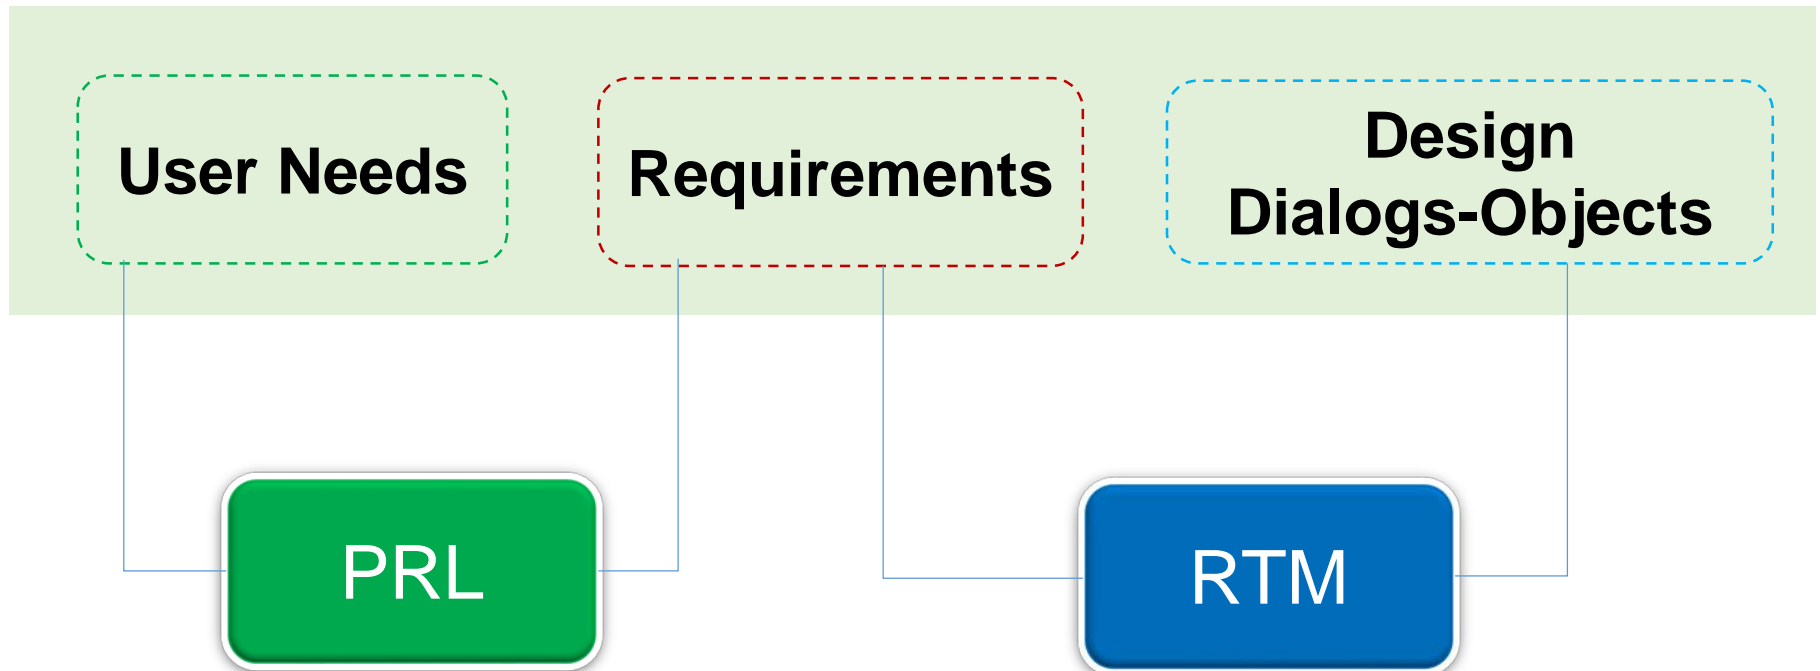 User Needs
Requirements
Design
Dialogs-Objects
PRL
RTM